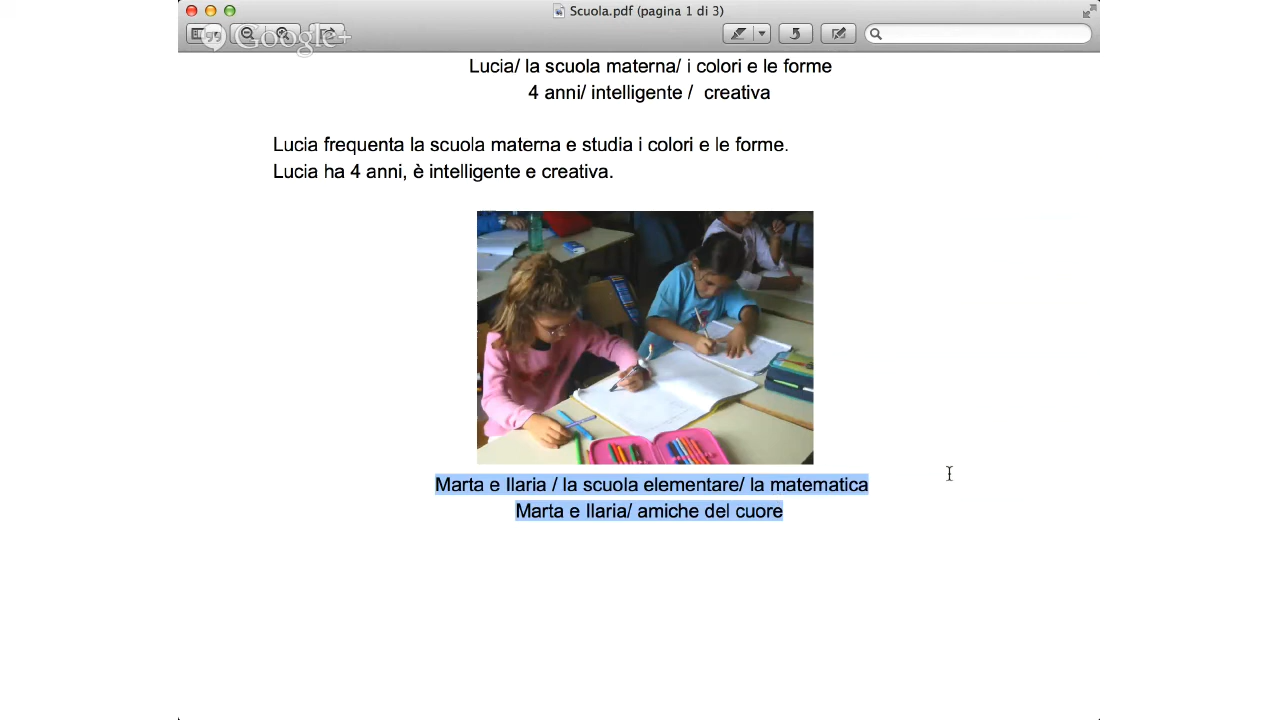 Scuola.pdf (pagina 1 di 3)
Google+
Lucia/ la scuola materna/ i colori e le forme
4 anni/ intelligente / creativa
Lucia frequenta la scuola materna e studia i colori e le forme.
Lucia ha 4 anni, è intelligente e creativa.
Marta e Ilaria / la scuola elementare/ la matematica
Marta e Ilaria/ amiche del cuore